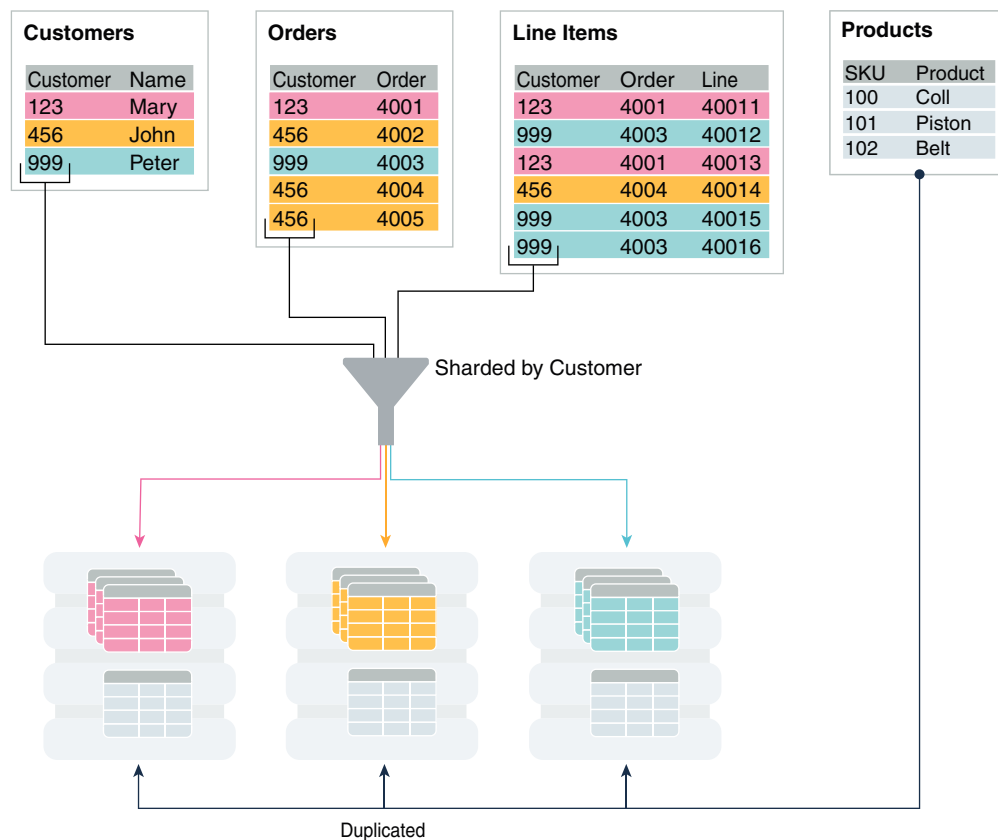 Customers
Customer Name
123 Mary
456 John
999 Peter
Orders
Customer Order
123 4001
456 4002
999 4003
456 4004
456 4005
Line Items
Customer Order Line
123 4001 40011
999 4003 40012
123 4001 40013
456 4004 40014
999 4003 40015
999 4003 40016
Products
SKU Product
100 Coll
101 Piston
102 Belt
Sharded by Customer
Duplicated